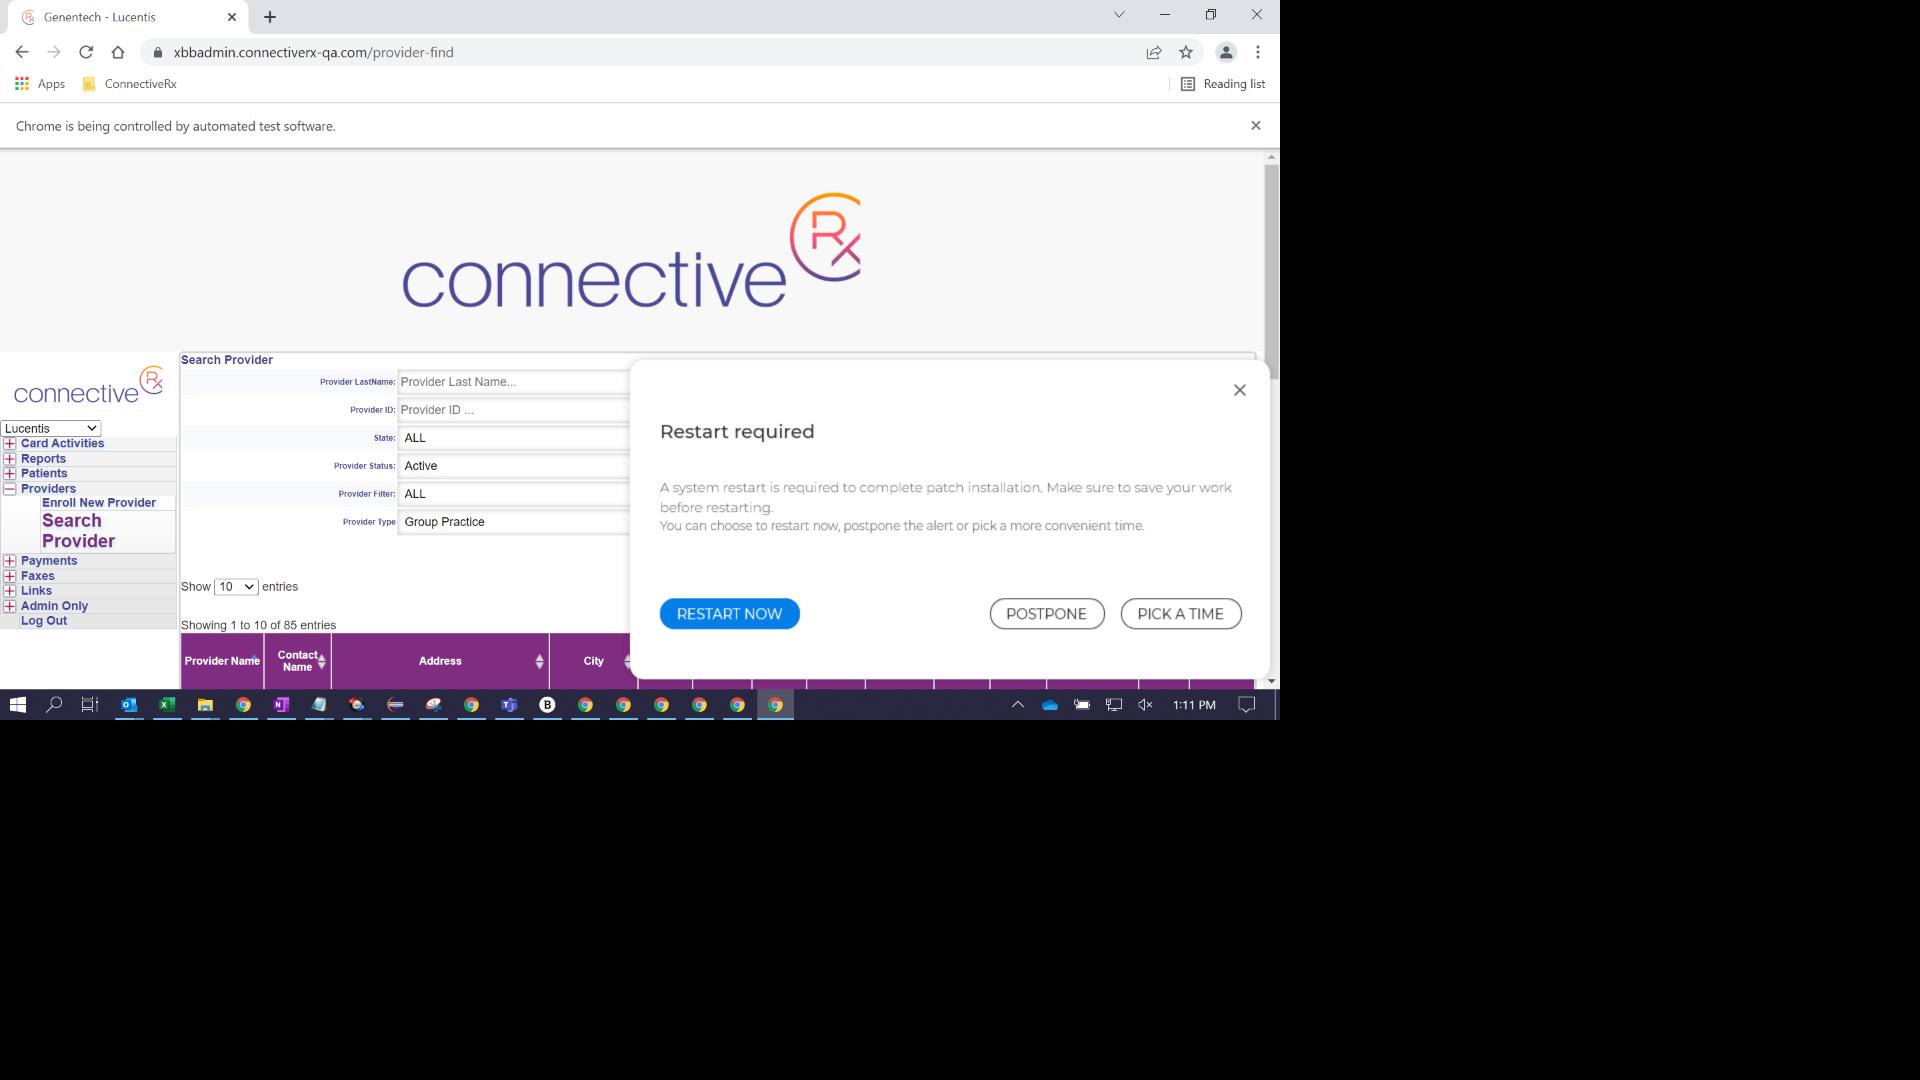 Genentech - Lucentis
xbbadmin.connectiverx-qa.com/provider-find
Apps
ConnectiveRx
Reading list
Chrome is being controlled by automated test software.
connective Rx
connective Rx
Lucentis
Card Activities
Reports
Patients
Providers
Enroll New Provider
Search
Provider
Payments
Faxes
Links
Admin Only
Log Out
Search Provider
Provider LastName: Provider Last Name...
Provider ID: Provider ID ...
State: ALL
Provider Status: Active
Provider Filter: ALL
Provider Type Group Practice
Show 10 entries
Showing 1 to 10 of 85 entries
Provider Name
Contact
Name
Address
City
Restart required
A system restart is required to complete patch installation. Make sure to save your work
before restarting.
You can choose to restart now, postpone the alert or pick a more convenient time.
RESTART NOW
POSTPONE
PICK A TIME
1:11 PM